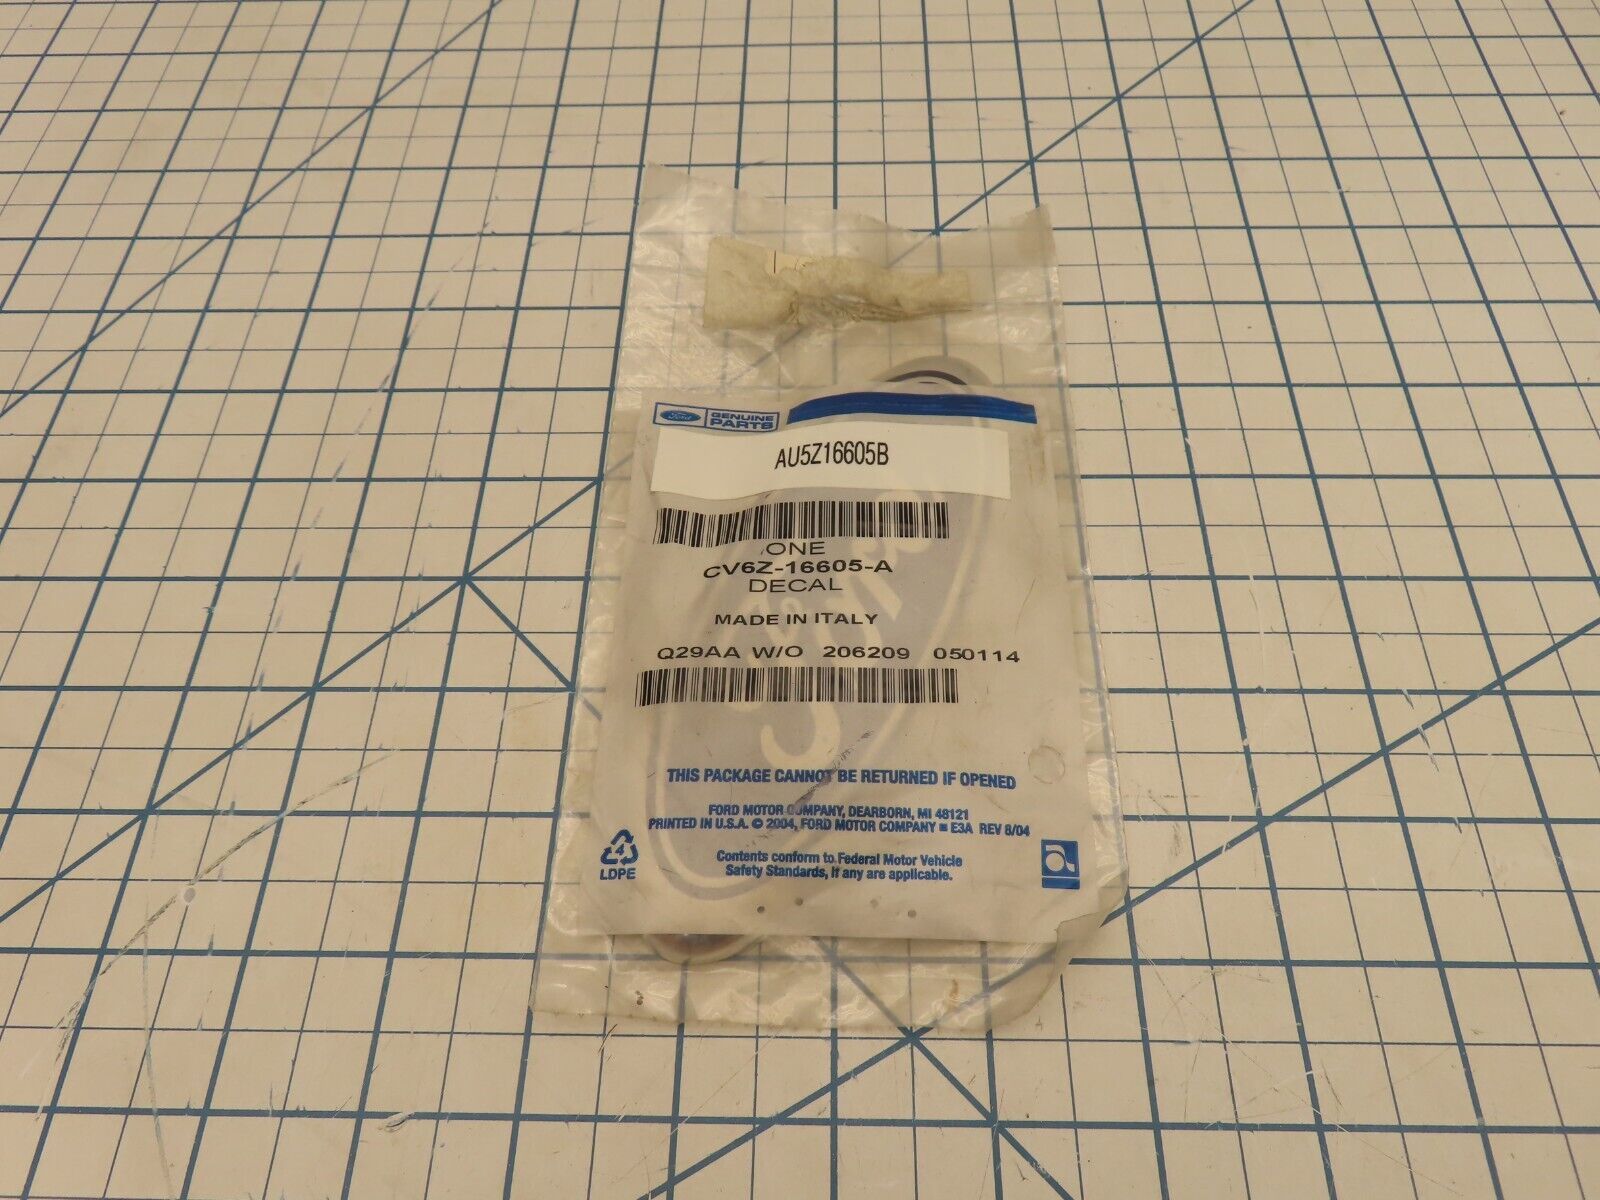 Ford GENUINE
PARTS
AU5Z16605B
ONE
CV6Z-16605-A
DECAL
MADE IN ITALY
Q29AA W/O 206209 050114
THIS PACKAGE CANNOT BE RETURNED IF OPENED
FORD MOTOR COMPANY, DEARBORN, MI 48121
PRINTED IN U.S.A. © 2004, FORD MOTOR COMPANY ■ E3A REV 8/04
4
LDPE
Contents conform to Federal Motor Vehicle
Safety Standards, if any are applicable.
a
Ford